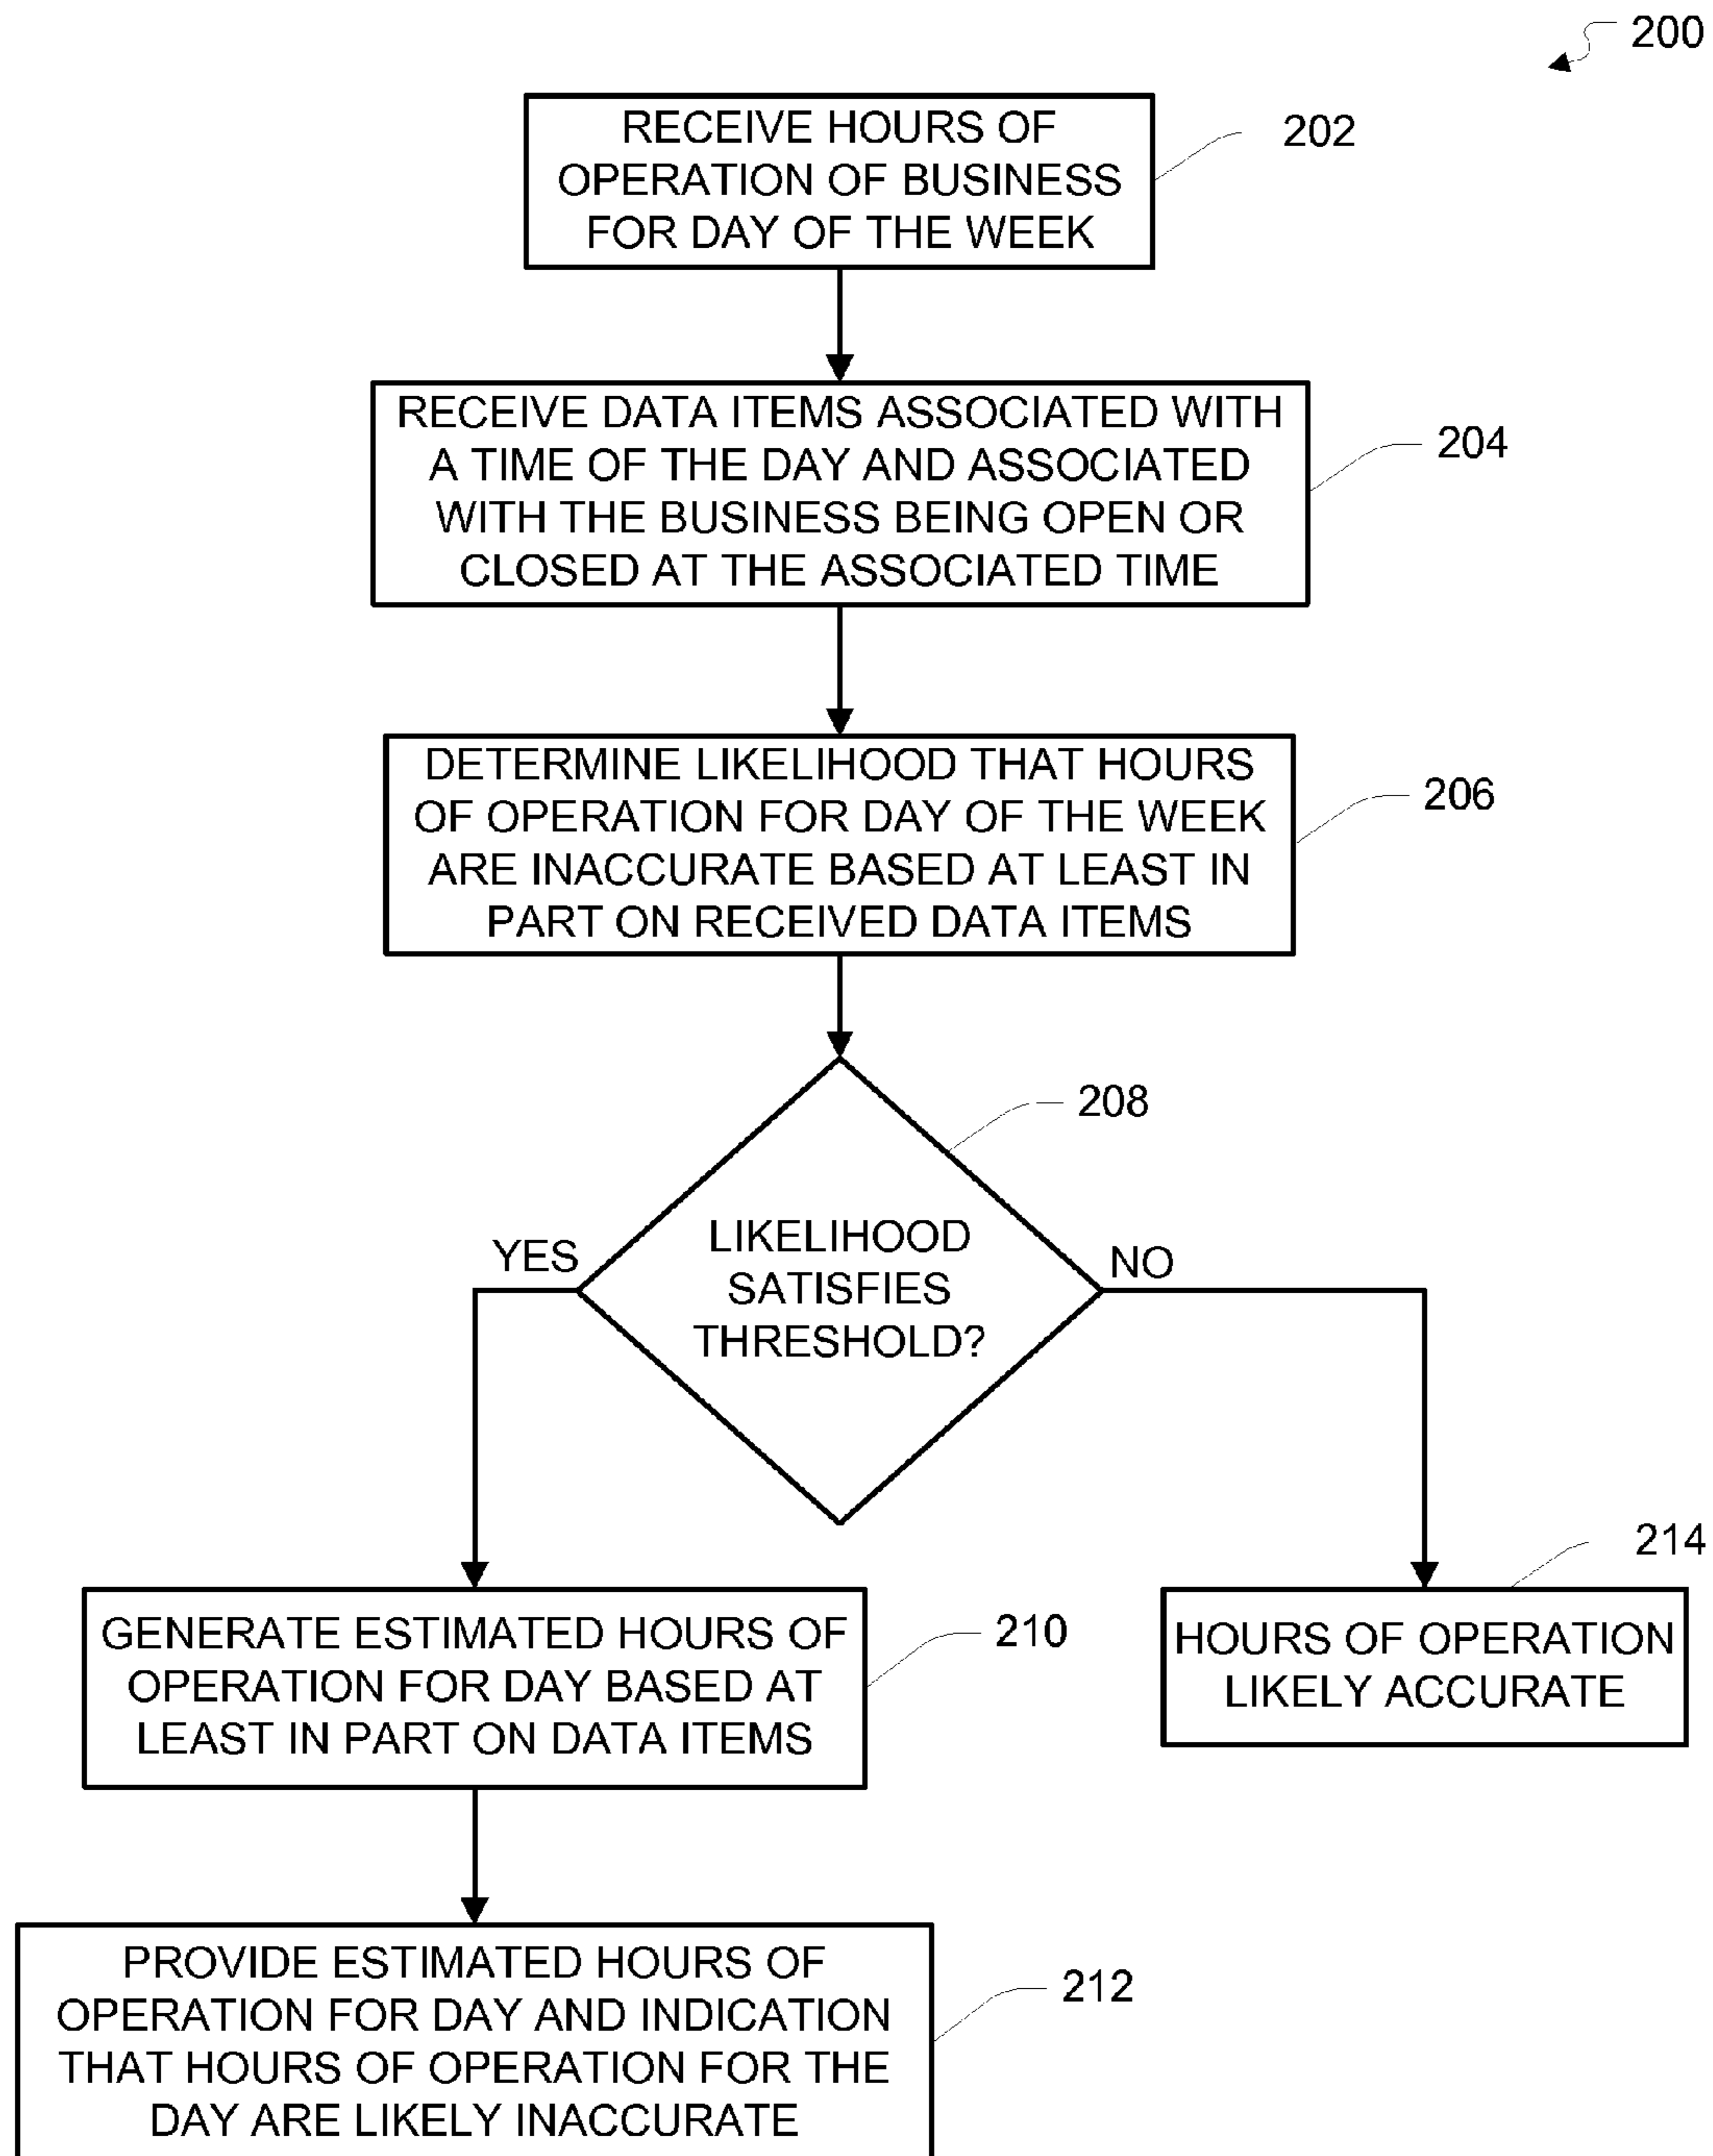 200
RECEIVE HOURS OF
OPERATION OF BUSINESS
FOR DAY OF THE WEEK
202
RECEIVE DATA ITEMS ASSOCIATED WITH
A TIME OF THE DAY AND ASSOCIATED
WITH THE BUSINESS BEING OPEN OR
CLOSED AT THE ASSOCIATED TIME
204
DETERMINE LIKELIHOOD THAT HOURS
OF OPERATION FOR DAY OF THE WEEK
ARE INACCURATE BASED AT LEAST IN
PART ON RECEIVED DATA ITEMS
206
208
LIKELIHOOD
SATISFIES
THRESHOLD?
YES
NO
GENERATE ESTIMATED HOURS OF
OPERATION FOR DAY BASED AT
LEAST IN PART ON DATA ITEMS
210
214
HOURS OF OPERATION
LIKELY ACCURATE
PROVIDE ESTIMATED HOURS OF
OPERATION FOR DAY AND INDICATION
THAT HOURS OF OPERATION FOR THE
DAY ARE LIKELY INACCURATE
212